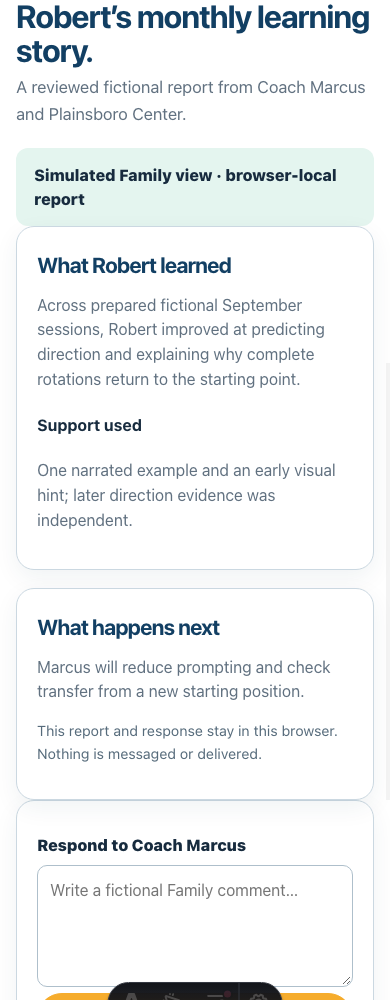 Robert’s monthly learning
story.
A reviewed fictional report from Coach Marcus
and Plainsboro Center.
Simulated Family view · browser-local
report
What Robert learned
Across prepared fictional September
sessions, Robert improved at predicting
direction and explaining why complete
rotations return to the starting point.
Support used
One narrated example and an early visual
hint; later direction evidence was
independent.
What happens next
Marcus will reduce prompting and check
transfer from a new starting position.
This report and response stay in this browser.
Nothing is messaged or delivered.
Respond to Coach Marcus
Write a fictional Family comment...